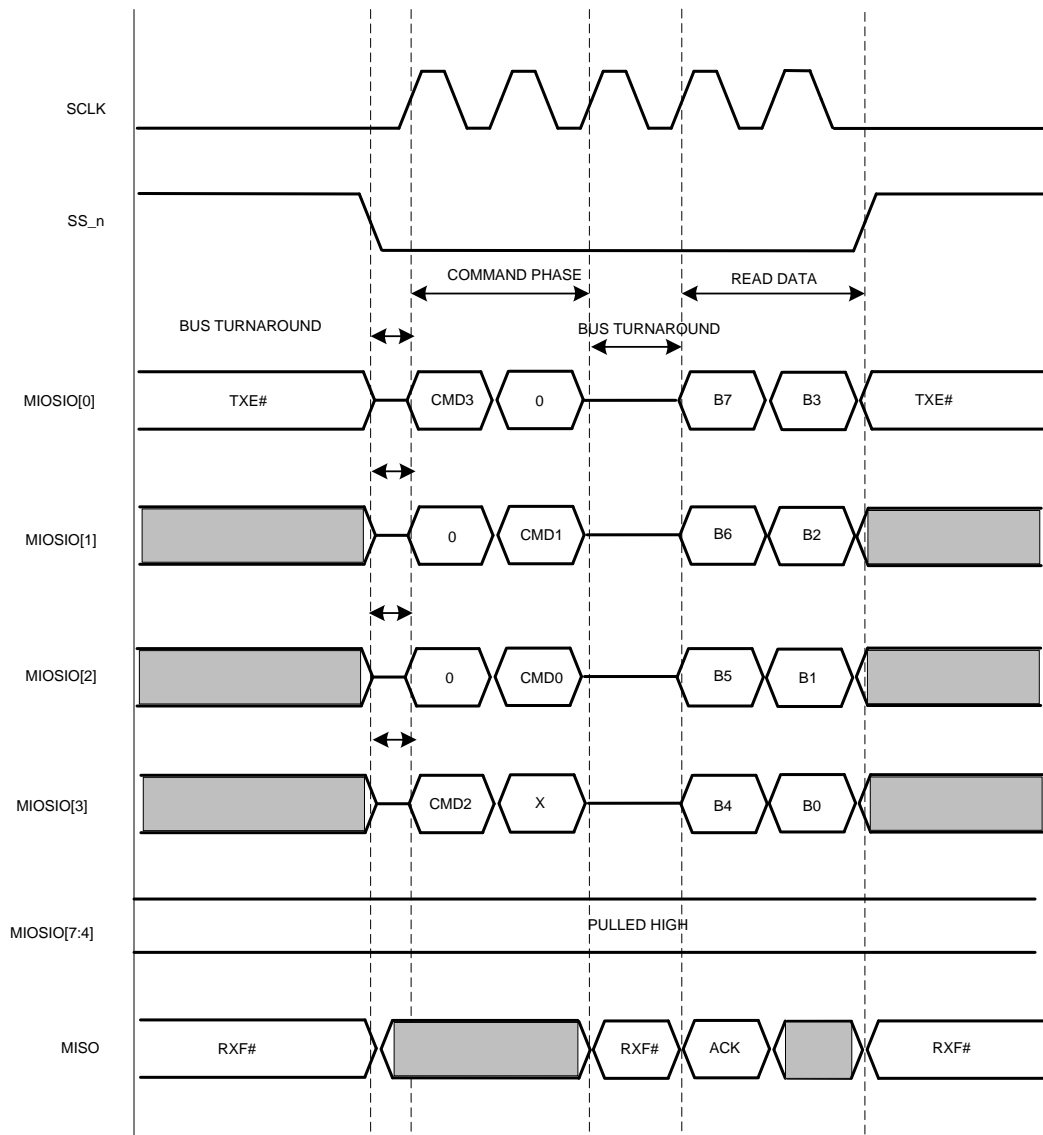 SCLK
SS_n
COMMAND PHASE
READ DATA
BUS TURNAROUND
BUS TURNAROUND
MIOSIO[0]
TXE#
CMD3
0
B7
B3
TXE#
MIOSIO[1]
0
CMD1
B6
B2
MIOSIO[2]
0
CMD0
B5
B1
MIOSIO[3]
CMD2
X
B4
B0
MIOSIO[7:4]
PULLED HIGH
MISO
RXF#
RXF#
ACK
RXF#